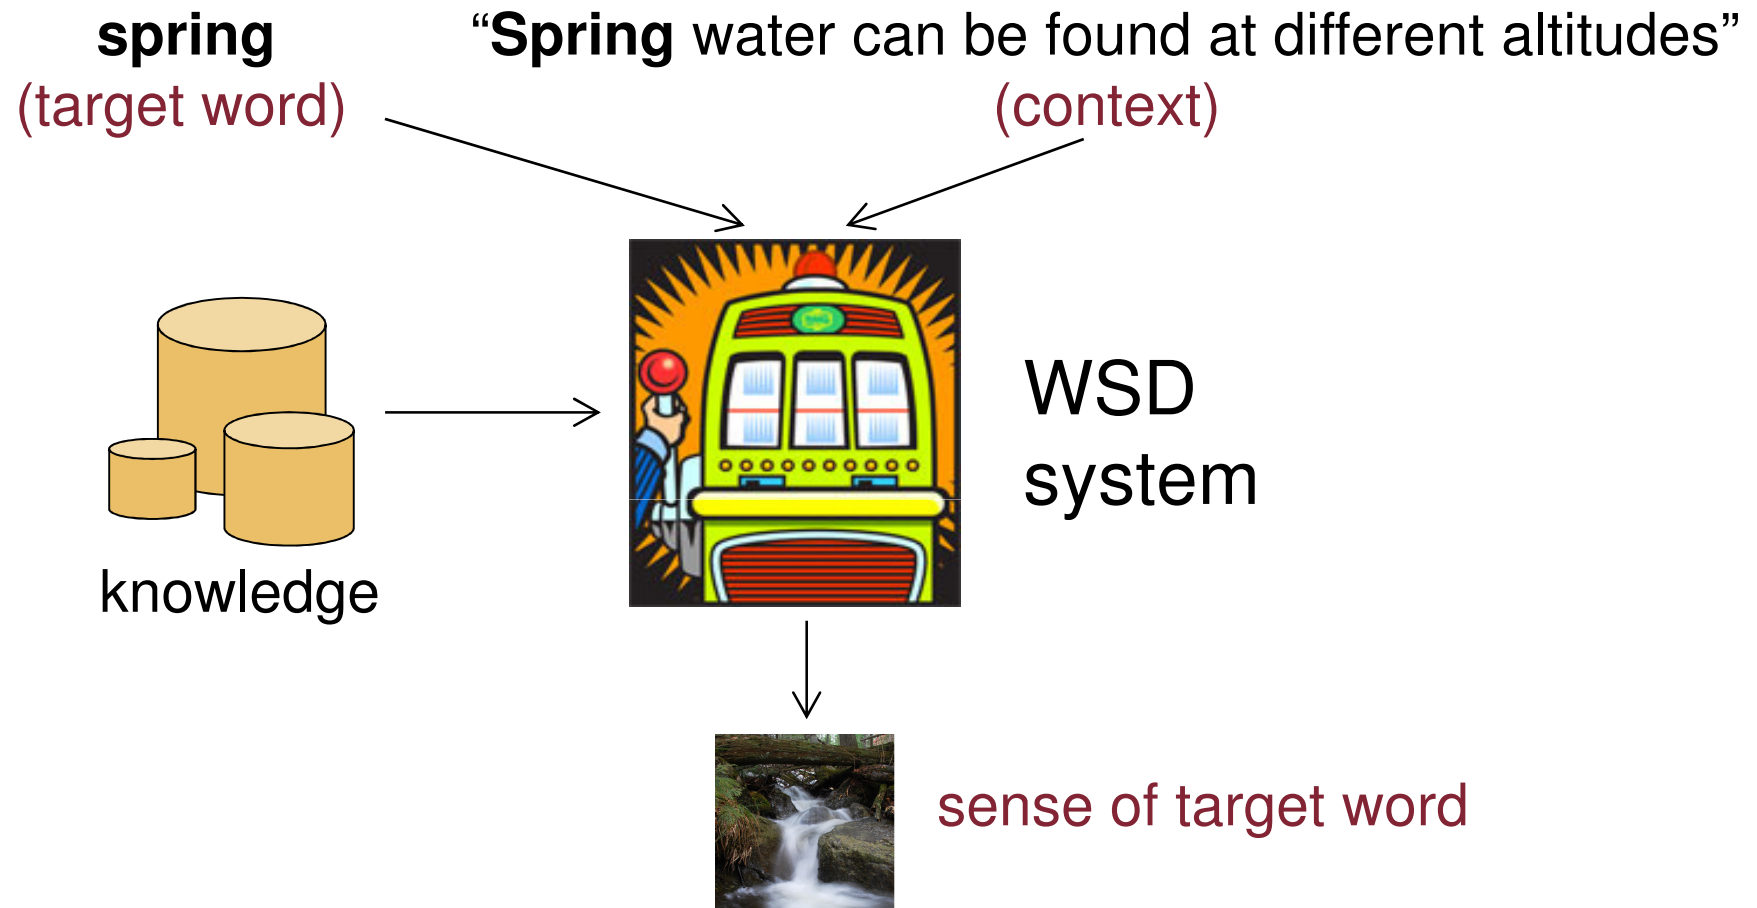 spring
“Spring water can be found at different altitudes”
(target word)
(context)
WSD
system
knowledge
sense of target word